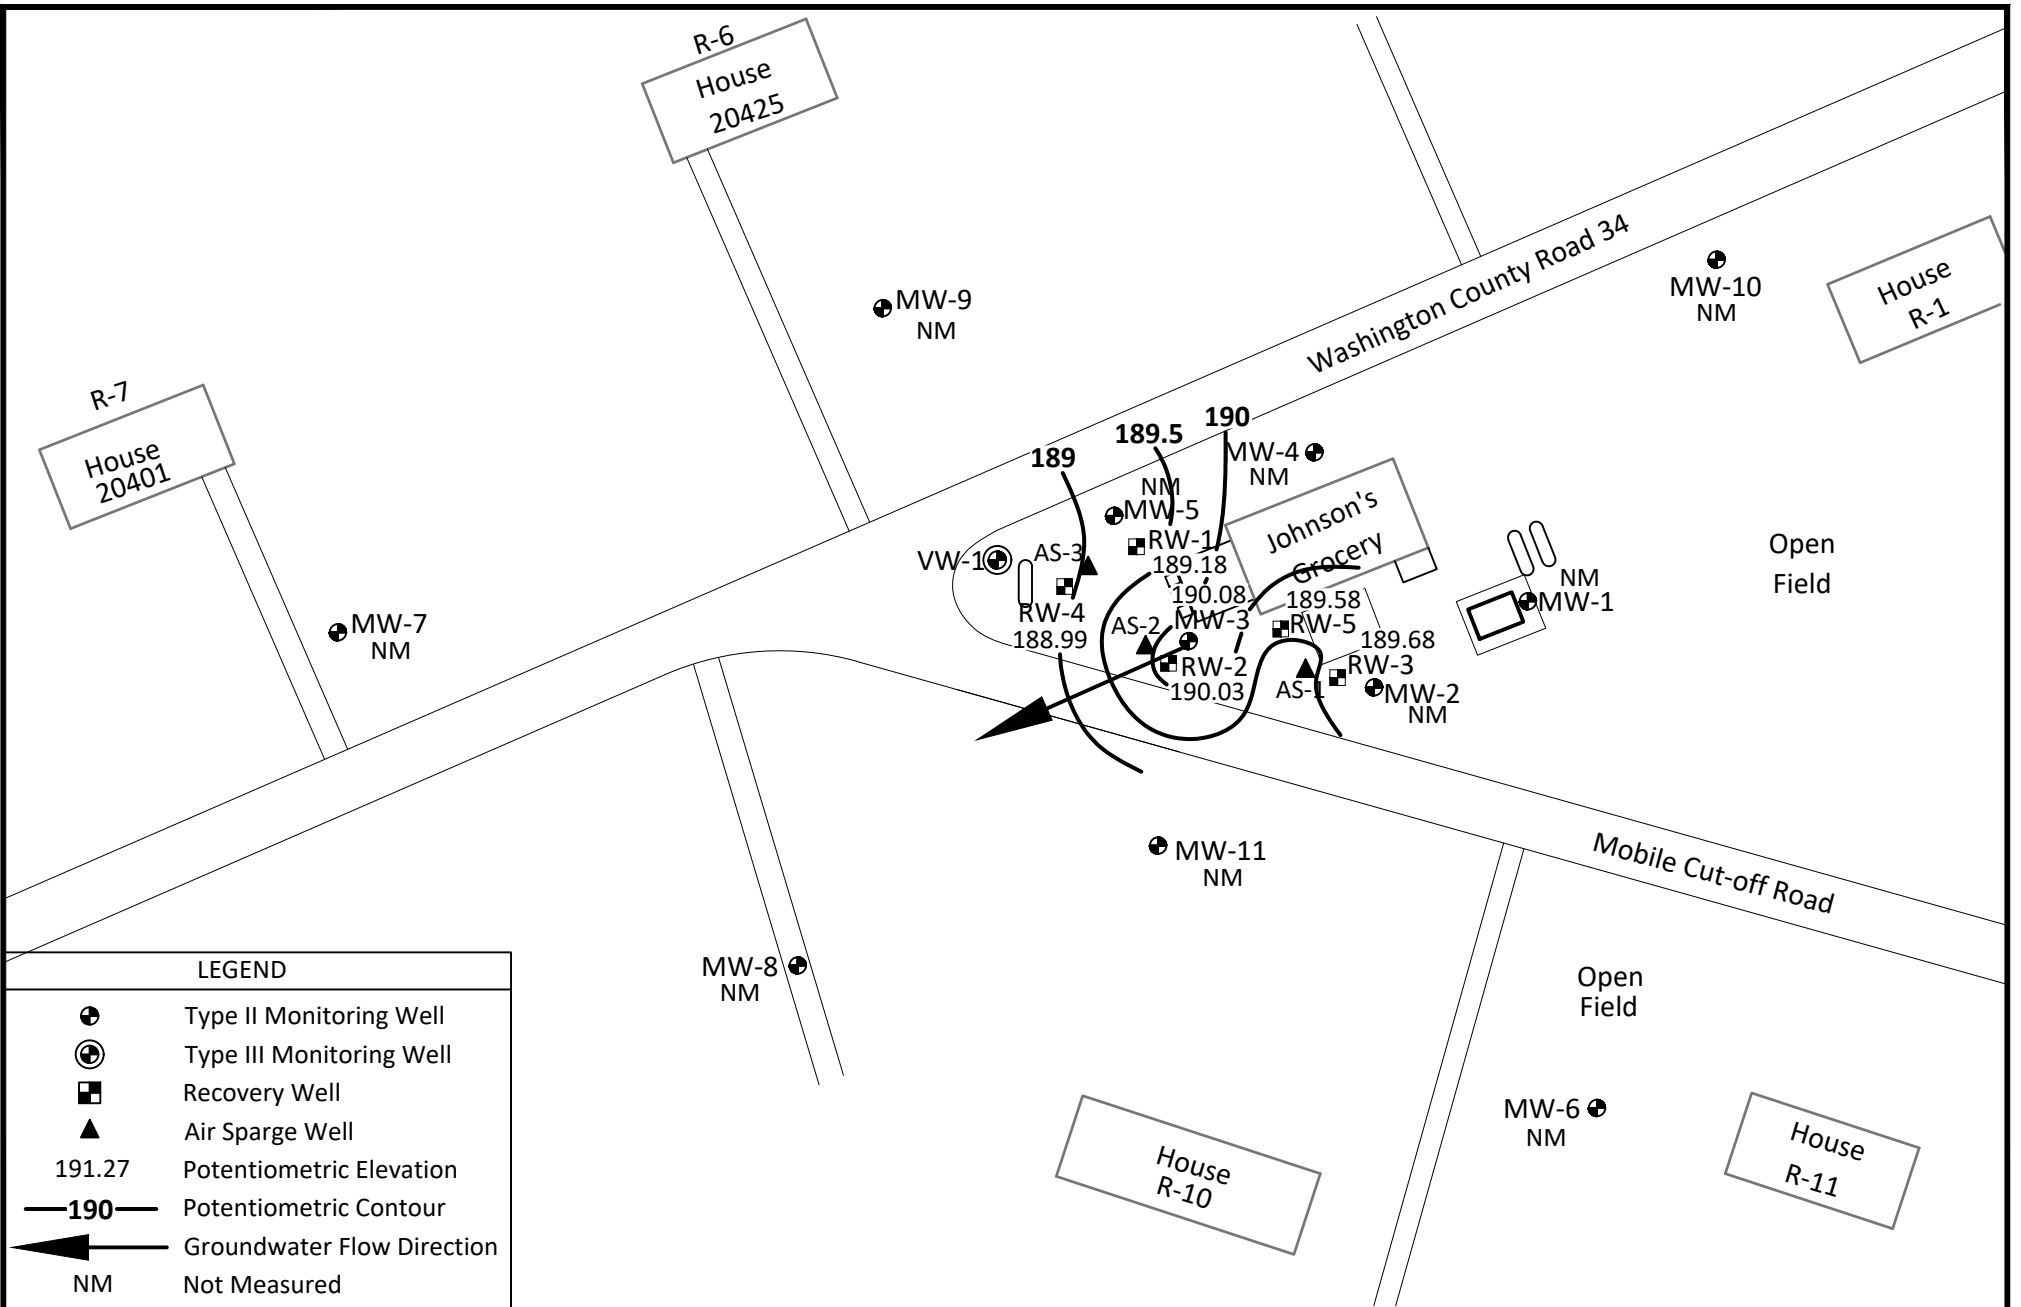 R-6
House
20425
Washington County Road 34
MW-10
NM
House
R-1
MW-9
NM
R-7
House
20401
190
189.5
189
MW-4
NM
NM
MW-5
Johnson's
Grocery
RW-1
189.18
VW-1
AS-3
RW-4
188.99
190.08
MW-3
AS-2
RW-2
190.03
189.58
RW-5
189.68
RW-3
AS-1
MW-2
NM
NM
MW-1
Open
Field
MW-7
NM
Mobile Cut-off Road
MW-11
NM
MW-8
NM
Open
Field
MW-6
NM
House
R-10
House
R-11
LEGEND
Type II Monitoring Well
Type III Monitoring Well
Recovery Well
Air Sparge Well
191.27 Potentiometric Elevation
190 Potentiometric Contour
Groundwater Flow Direction
NM Not Measured